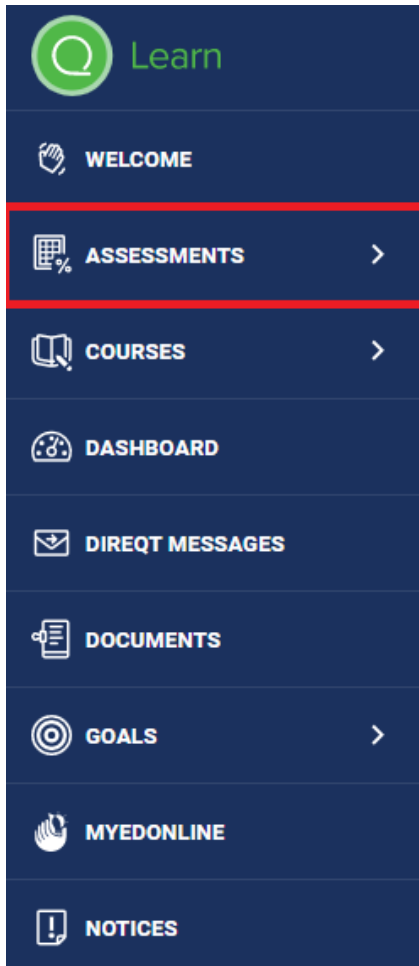 Learn
WELCOME
ASSESSMENTS
COURSES
DASHBOARD
DIREQT MESSAGES
DOCUMENTS
GOALS
MYEDONLINE
NOTICES